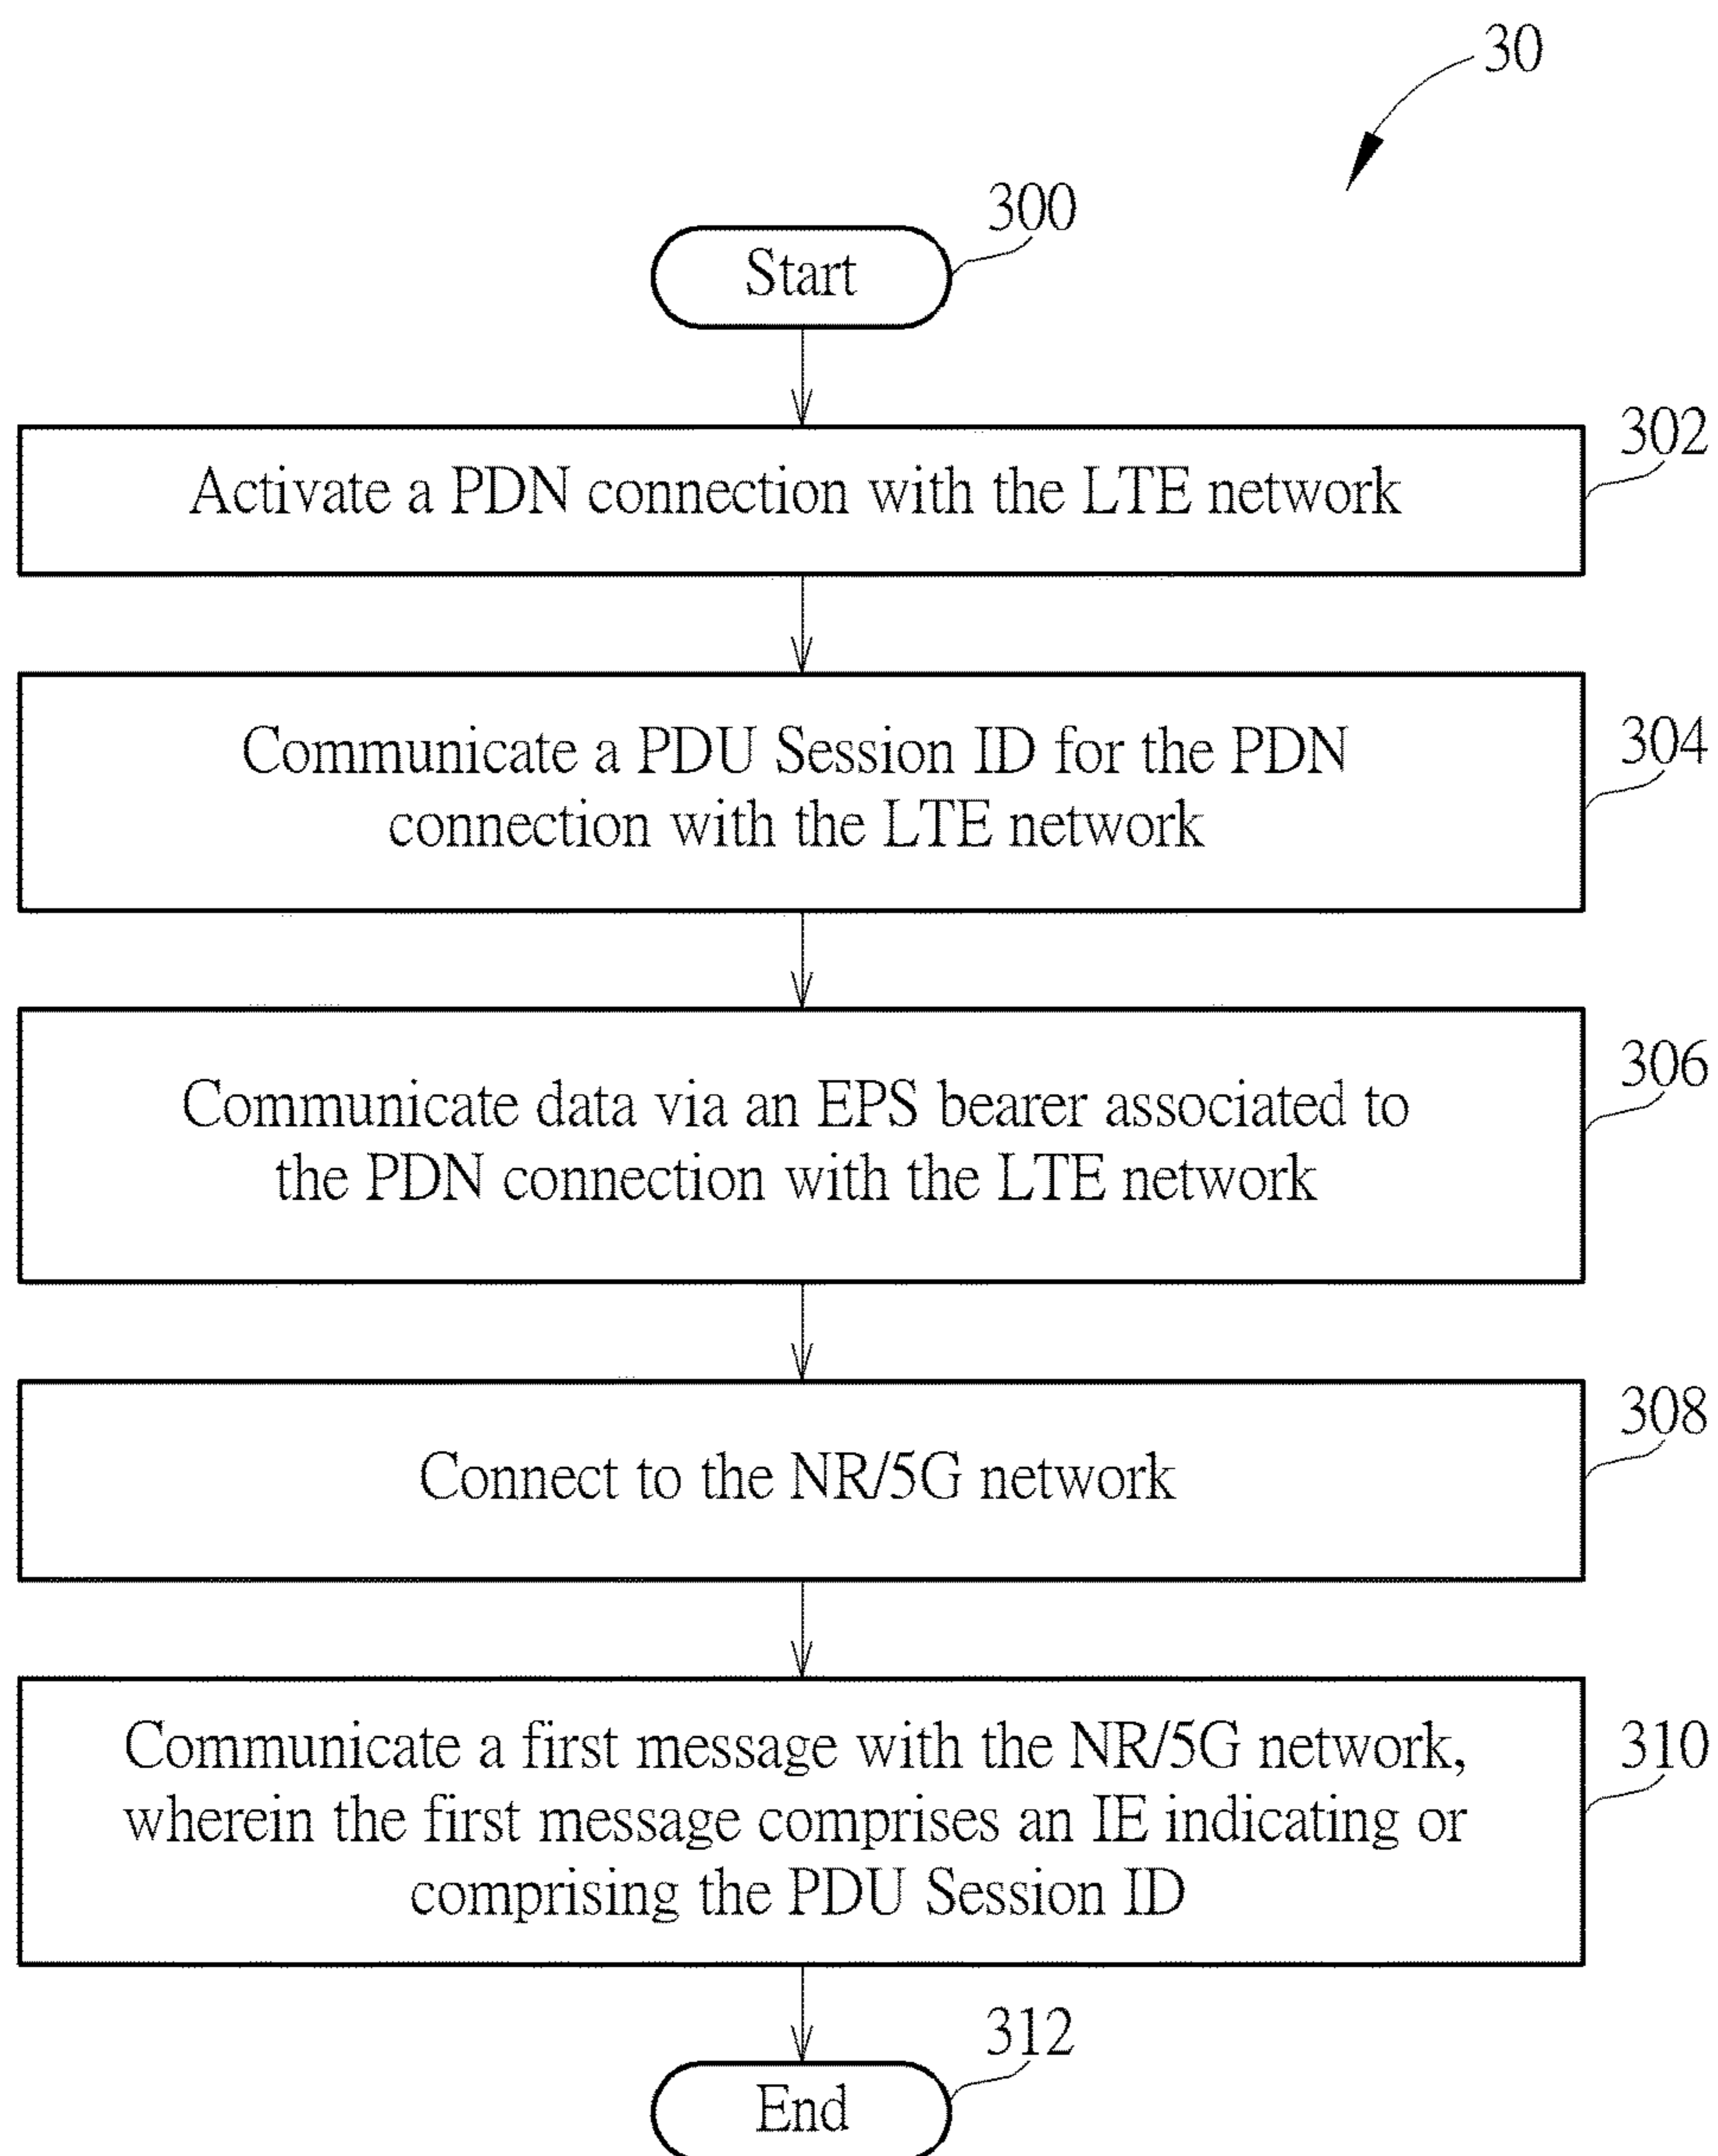 30
300
Start
302
Activate a PDN connection with the LTE network
304
Communicate a PDU Session ID for the PDN
connection with the LTE network
306
Communicate data via an EPS bearer associated to
the PDN connection with the LTE network
308
Connect to the NR/5G network
310
Communicate a first message with the NR/5G network,
wherein the first message comprises an IE indicating or
comprising the PDU Session ID
312
End